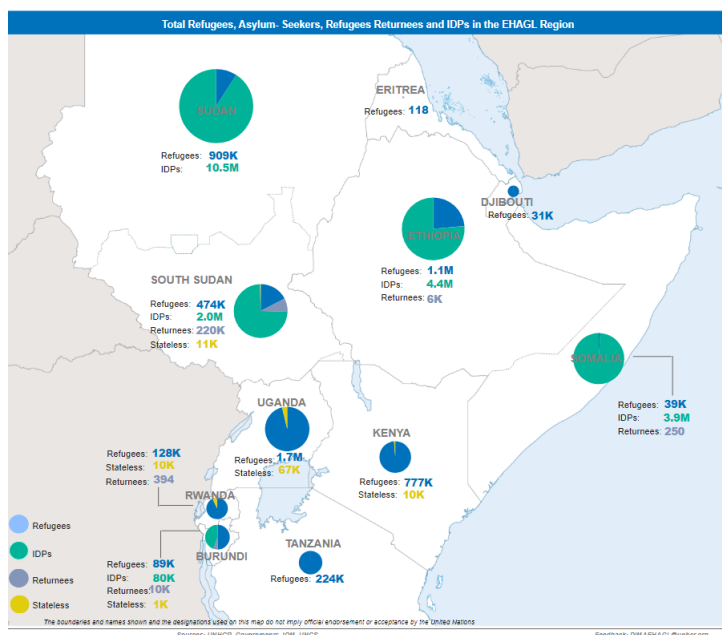 Total Refugees, Asylum- Seekers, Refugees Returnees and IDPs in the EHAGL Region
SUDAN
Refugees: 909K
IDPs: 10.5M
ERITREA
Refugees: 118
DJIBOUTI
Refugees: 31K
ETHIOPIA
Refugees: 1.1M
IDPs: 4.4M
Returnees: 6K
SOUTH SUDAN
Refugees: 474K
IDPs: 2.0M
Returnees: 220K
Stateless: 11K
SOMALIA
Refugees: 39K
IDPs: 3.9M
Returnees: 250
UGANDA
Refugees: 1.7M
Stateless: 67K
KENYA
Refugees: 777K
Stateless: 10K
Refugees: 128K
Stateless: 10K
Returnees: 394
RWANDA
BURUNDI
Refugees: 89K
IDPs: 80K
Returnees: 10K
Stateless: 1K
TANZANIA
Refugees: 224K
Refugees
IDPs
Returnees
Stateless
The boundaries and names shown and the designations used on this map do not imply official endorsement or acceptance by the United Nations